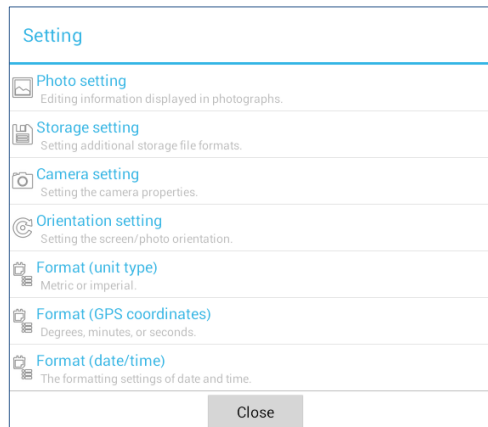 Setting
Photo setting
Editing information displayed in photographs.
Storage setting
Setting additional storage file formats.
Camera setting
Setting the camera properties.
Orientation setting
Setting the screen/photo orientation.
Format (unit type)
Metric or imperial.
Format (GPS coordinates)
Degrees, minutes, or seconds.
Format (date/time)
The formatting settings of date and time.
Close